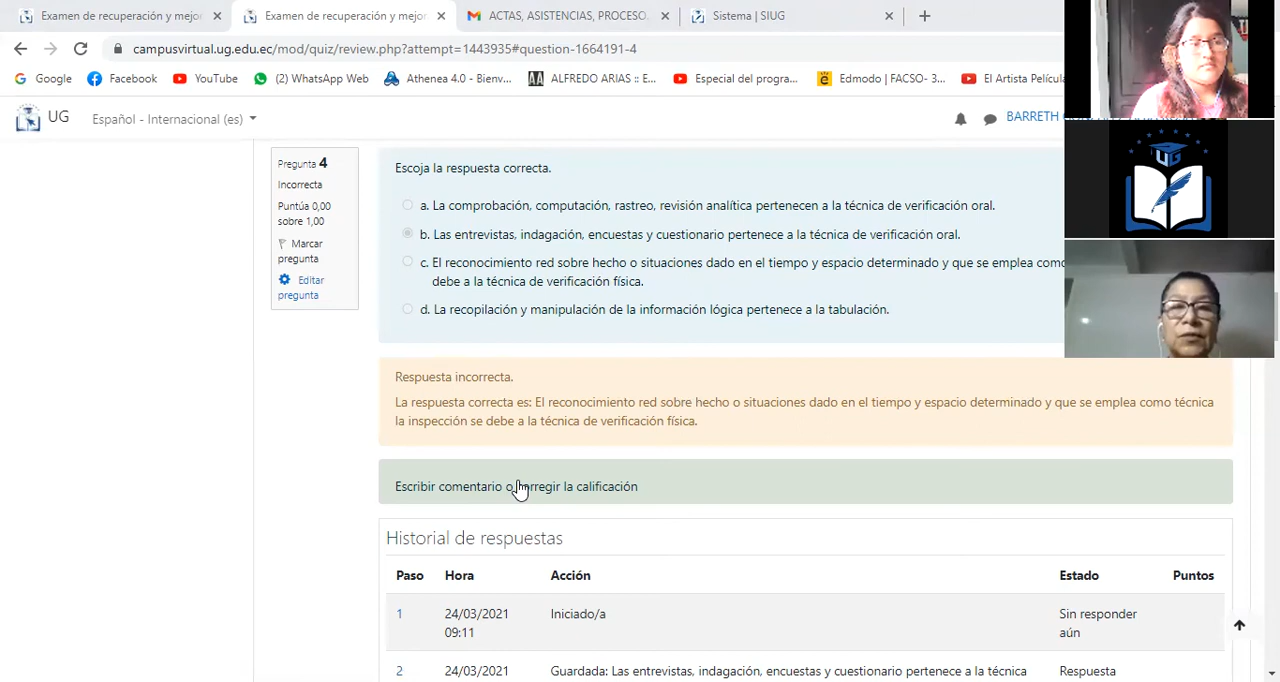 Examen de recuperación y mejor
Examen de recuperación y mejor
ACTAS, ASISTENCIAS, PROCESO
Sistema | SIUG
campusvirtual.ug.edu.ec/mod/quiz/review.php?attempt=1443935#question-1664191-4
Google
Facebook
YouTube
(2) WhatsApp Web
Athenea 4.0 - Bienv...
ALFREDO ARIAS :: E...
Especial del progra...
Edmodo | FACSO- 3...
El Artista Películ
UG
Español - Internacional (es)
BARRETH
Pregunta 4
Incorrecta
Puntúa 0,00
sobre 1,00
Marcar
pregunta
Editar
pregunta
Escoja la respuesta correcta.
a. La comprobación, computación, rastreo, revisión analítica pertenecen a la técnica de verificación oral.
b. Las entrevistas, indagación, encuestas y cuestionario pertenece a la técnica de verificación oral.
c. El reconocimiento red sobre hecho o situaciones dado en el tiempo y espacio determinado y que se emplea como
debe a la técnica de verificación física.
d. La recopilación y manipulación de la información lógica pertenece a la tabulación.
Respuesta incorrecta.
La respuesta correcta es: El reconocimiento red sobre hecho o situaciones dado en el tiempo y espacio determinado y que se emplea como técnica
la inspección se debe a la técnica de verificación física.
Escribir comentario o corregir la calificación
Historial de respuestas
Paso Hora Acción Estado Puntos
1 24/03/2021 Iniciado/a Sin responder
09:11 aún
2 24/03/2021 Guardada: Las entrevistas, indagación, encuestas y cuestionario pertenece a la técnica Respuesta
UG